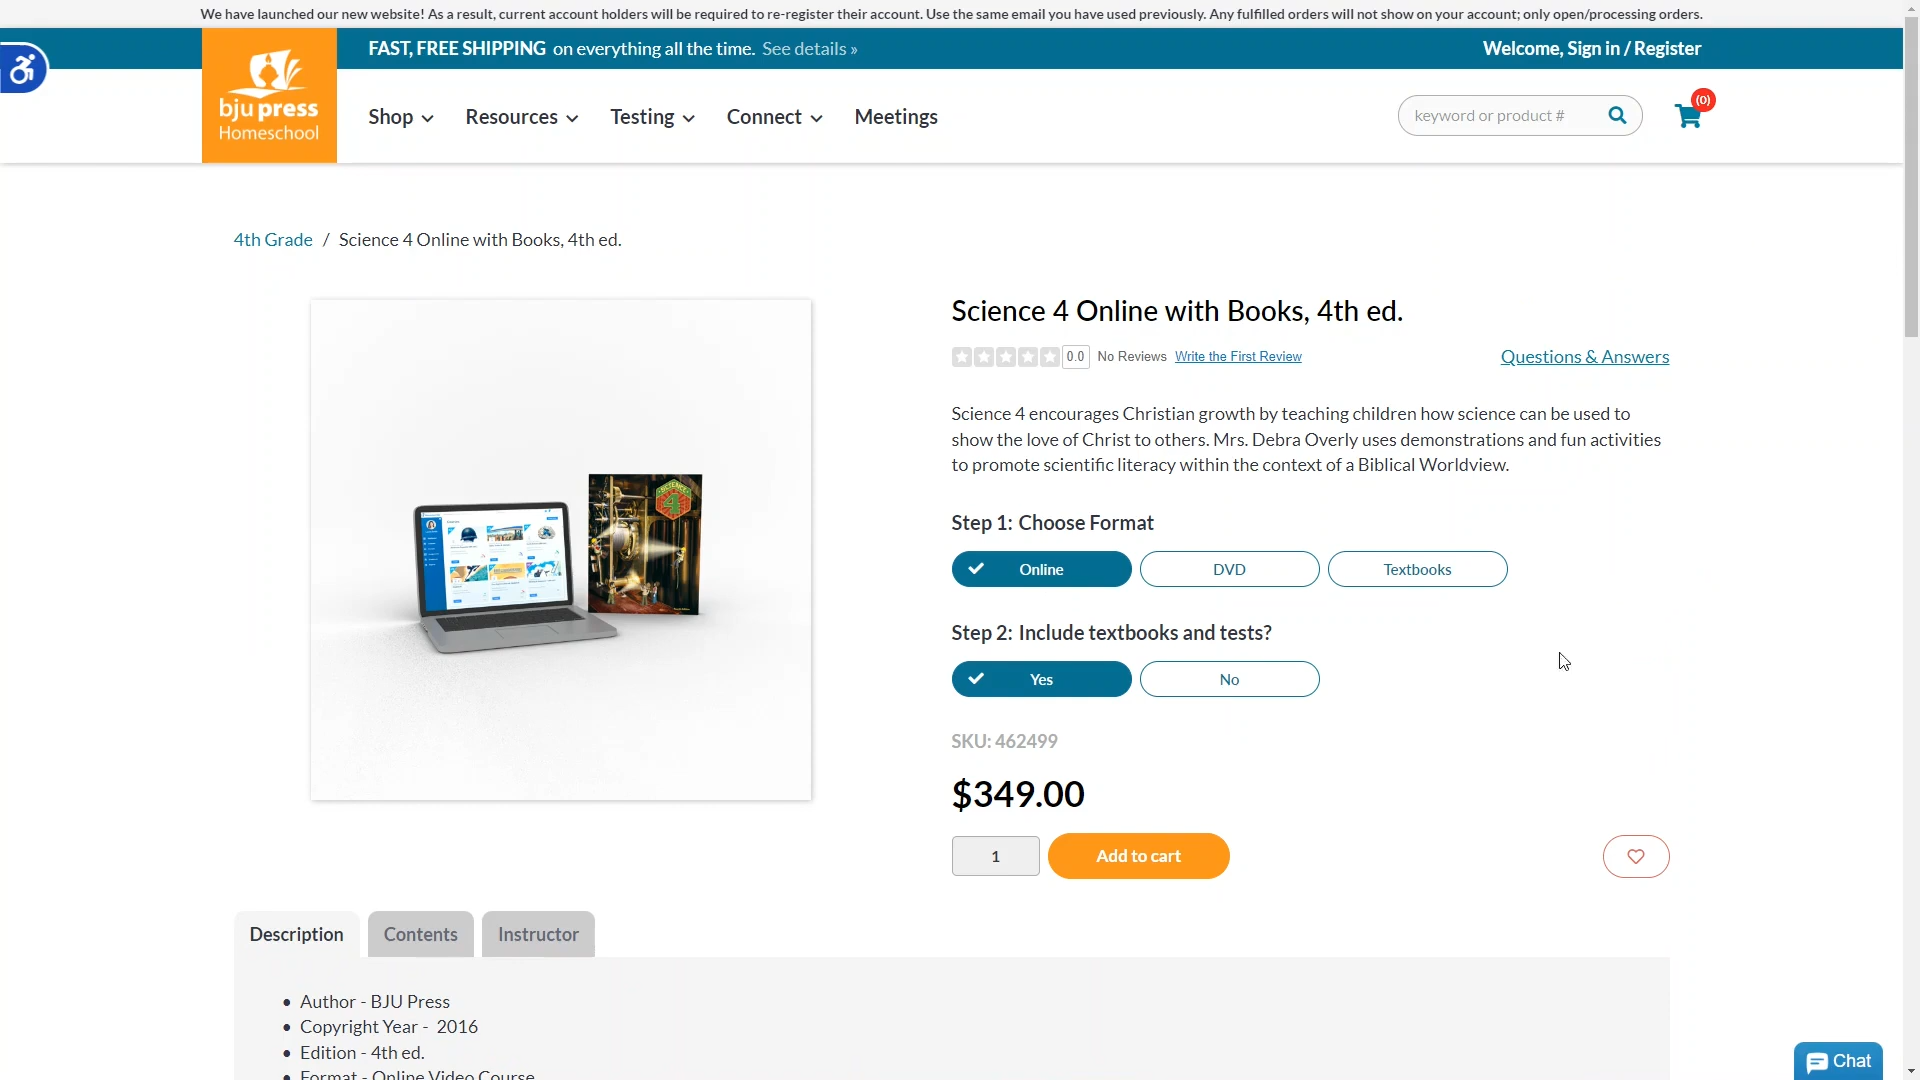 We have launched our new website! As a result, current account holders will be required to re-register their account. Use the same email you have used previously. Any fulfilled orders will not show on your account; only open/processing orders.
FAST, FREE SHIPPING on everything all the time. See details »
Welcome, Sign in / Register
bju press
Homeschool
Shop
Resources
Testing
Connect
Meetings
keyword or product #
(0)
4th Grade / Science 4 Online with Books, 4th ed.
Science 4 Online with Books, 4th ed.
0.0 No Reviews Write the First Review
Questions & Answers
Science 4 encourages Christian growth by teaching children how science can be used to
show the love of Christ to others. Mrs. Debra Overly uses demonstrations and fun activities
to promote scientific literacy within the context of a Biblical Worldview.
SCIENCE
4
Step 1: Choose Format
Online
DVD
Textbooks
Step 2: Include textbooks and tests?
Yes
No
SKU: 462499
$349.00
1
Add to cart
Description
Contents
Instructor
• Author - BJU Press
• Copyright Year - 2016
• Edition - 4th ed.
• Format - Online Video Course
Chat